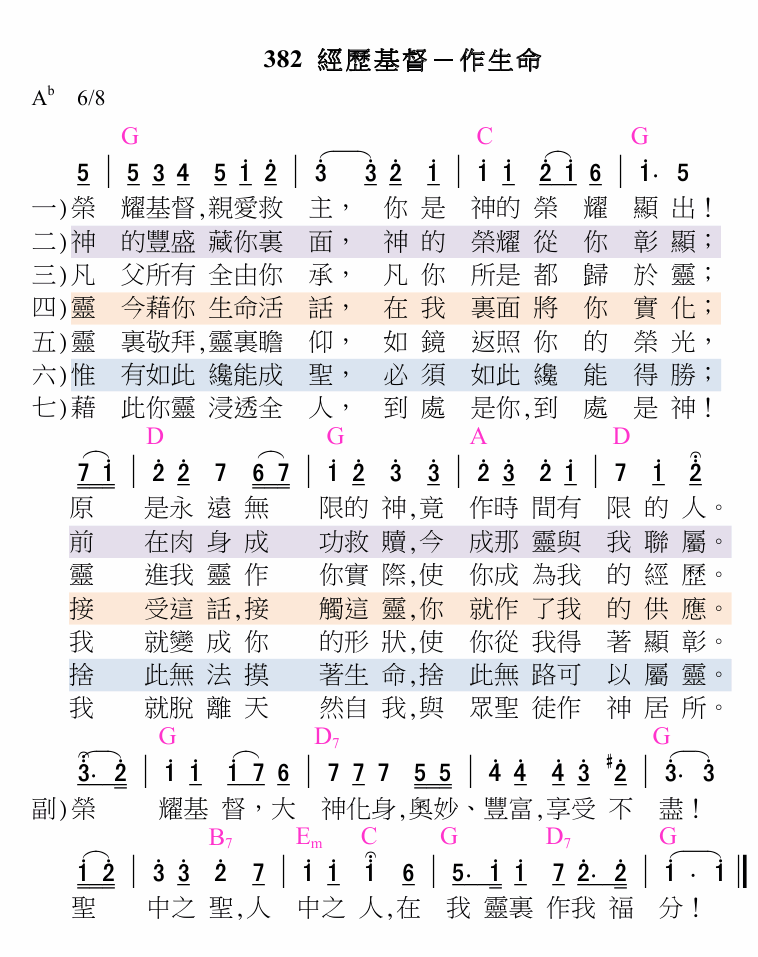 382 經歷基督－作生命
A♭ 6/8
G C G
5 | 5 3 4 5 i 2̇ | 3̇ 3̇ 2̇ i | i i 2̇ i 6 | i· 5
一)榮 耀基督,親愛救 主， 你是 神的 榮 耀 顯出！
二)神 的豐盛 藏你裏 面， 神的 榮耀 從 你 彰顯；
三)凡 父所有 全由你 承， 凡你 所是 都 歸 於靈；
四)靈 今藉你 生命活 話， 在我 裏面 將 你 實化；
五)靈 裏敬拜,靈裏瞻 仰， 如鏡 返照 你 的 榮光，
六)惟 有如此 纔能成 聖， 必須 如此 纔 能 得勝；
七)藉 此你靈 浸透全 人， 到處 是你,到 處 是神！
D G A D
7 i | 2̇ 2̇ 7 6 7 | i 2̇ 3̇ 3̇ | 2̇ 3̇ 2̇ i | 7 i 2̇
原 是永 遠 無 限的 神,竟 作時 間有 限 的 人。
前 在肉 身 成 功救 贖,今 成那 靈與 我 聯 屬。
靈 進我 靈 作 你實 際,使 你成 為我 的 經 歷。
接 受這 話,接 觸這 靈,你 就作 了我 的 供 應。
我 就變 成 你 的形 狀,使 你從 我得 著 顯 彰。
捨 此無 法 摸 著生 命,捨 此無 路可 以 屬 靈。
我 就脫 離 天 然自 我,與 眾聖 徒作 神 居 所。
G D7 G
3̇· 2̇ | i i i 7 6 | 7 7 7 5 5 | 4̇ 4̇ 4̇ 3̇ #2̇ | 3̇· 3̇
副)榮 耀基 督，大 神化身,奧妙、豐富,享受 不 盡！
B7 Em C G D7 G
i 2̇ | 3̇ 3̇ 2̇ 7 | i i i 6 | 5· i i 7 2̇· 2̇ | i · i ‖
聖 中之 聖,人 中之 人,在 我 靈裏 作我 福 分！